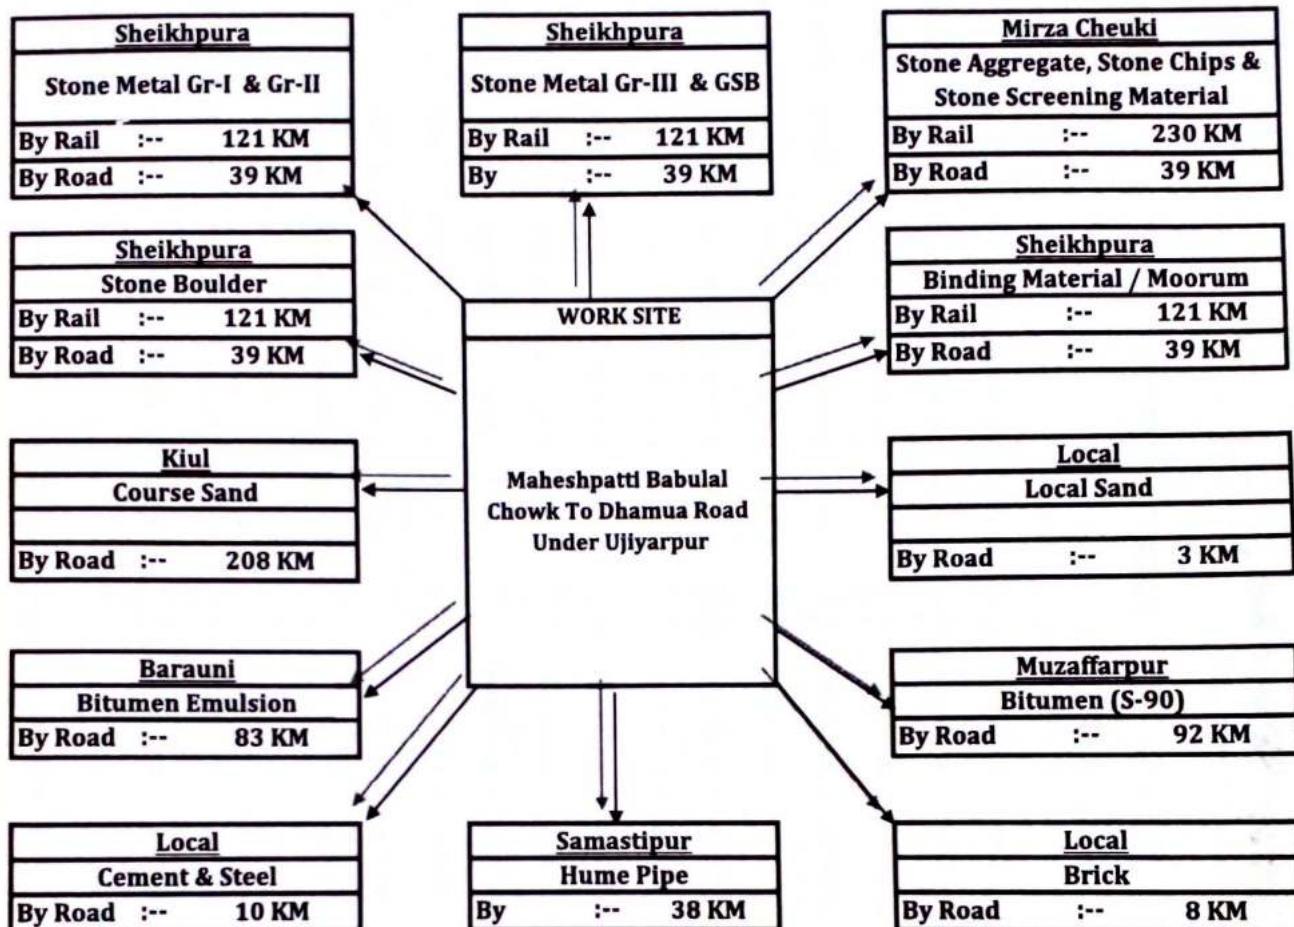 Sheikhpura
Stone Metal Gr-I & Gr-II
By Rail :-- 121 KM
By Road :-- 39 KM
Sheikhpura
Stone Metal Gr-III & GSB
By Rail :-- 121 KM
By :-- 39 KM
Mirza Cheuki
Stone Aggregate, Stone Chips &
Stone Screening Material
By Rail :-- 230 KM
By Road :-- 39 KM
Sheikhpura
Stone Boulder
By Rail :-- 121 KM
By Road :-- 39 KM
WORK SITE
Maheshpatti Babulal
Chowk To Dhamua Road
Under Ujiyarpur
Sheikhpura
Binding Material / Moorum
By Rail :-- 121 KM
By Road :-- 39 KM
Kiul
Course Sand
By Road :-- 208 KM
Local
Local Sand
By Road :-- 3 KM
Barauni
Bitumen Emulsion
By Road :-- 83 KM
Muzaffarpur
Bitumen (S-90)
By Road :-- 92 KM
Local
Cement & Steel
By Road :-- 10 KM
Samastipur
Hume Pipe
By :-- 38 KM
Local
Brick
By Road :-- 8 KM